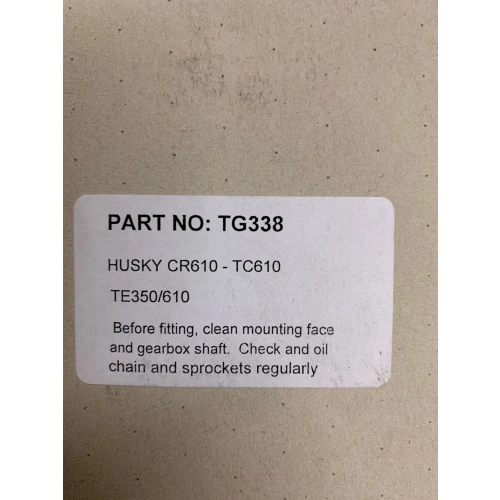 PART NO: TG338
HUSKY CR610 - TC610
TE350/610
Before fitting, clean mounting face
and gearbox shaft. Check and oil
chain and sprockets regularly